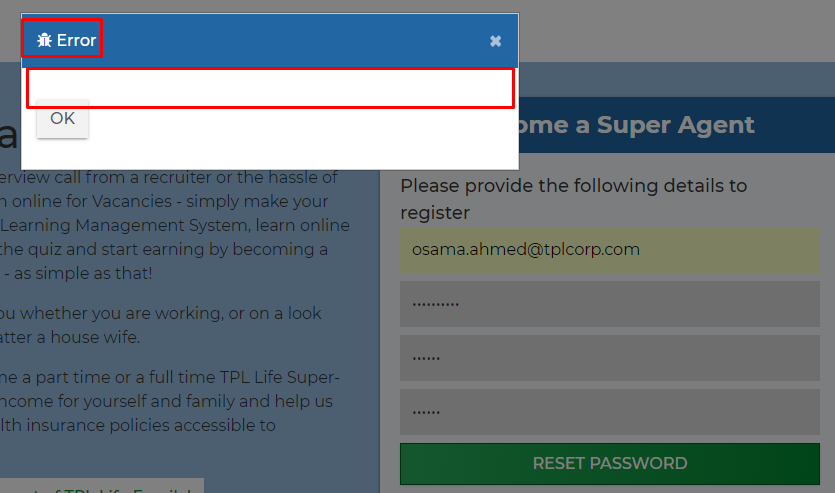 Error
OK
ome a Super Agent
Please provide the following details to
register
osama.ahmed@tplcorp.com
..........
......
......
RESET PASSWORD
a
erview call from a recruiter or the hassle of
n online for Vacancies - simply make your
Learning Management System, learn online
the quiz and start earning by becoming a
- as simple as that!
ou whether you are working, or on a look
atter a house wife.
me a part time or a full time TPL Life Super-
ncome for yourself and family and help us
lth insurance policies accessible to